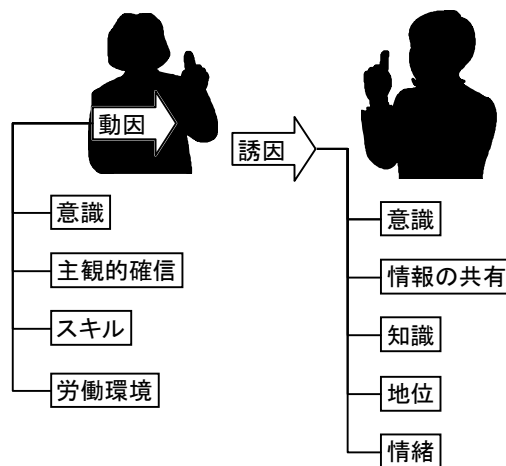 動因
誘因
意識
主観的確信
スキル
労働環境
意識
情報の共有
知識
地位
情緒